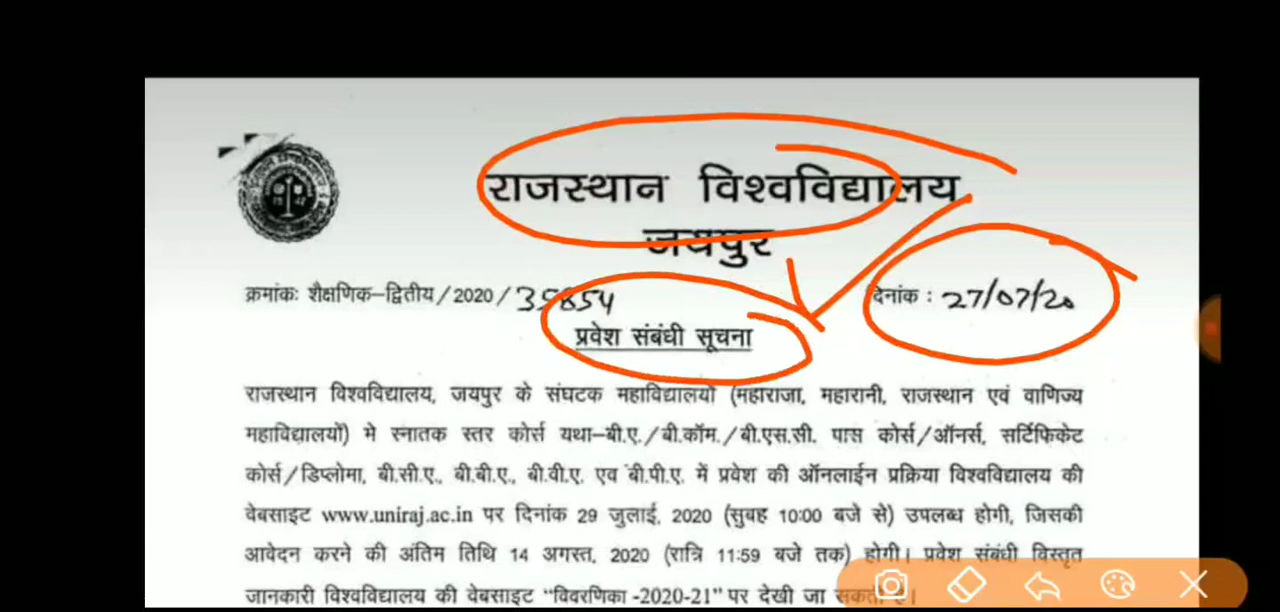 राजस्थान विश्वविद्यालय
जयपुर
क्रमांकः शैक्षणिक–द्वितीय/2020/35854
दिनांक : 27/07/20
प्रवेश संबंधी सूचना
राजस्थान विश्वविद्यालय, जयपुर के संघटक महाविद्यालयों (महाराजा, महारानी, राजस्थान एवं वाणिज्य
महाविद्यालयों) मे स्नातक स्तर कोर्स यथा–बी.ए./बी.कॉम./बी.एस.सी. पास कोर्स/ऑनर्स, सर्टिफिकेट
कोर्स/डिप्लोमा, बी.सी.ए., बी.बी.ए., बी.वी.ए. एव बी.पी.ए. में प्रवेश की ऑनलाईन प्रक्रिया विश्वविद्यालय की
वेबसाइट www.uniraj.ac.in पर दिनांक 29 जुलाई, 2020 (सुबह 10:00 बजे से) उपलब्ध होगी, जिसकी
आवेदन करने की अंतिम तिथि 14 अगस्त, 2020 (रात्रि 11:59 बजे तक) होगी। प्रवेश संबंधी विस्तृत
जानकारी विश्वविद्यालय की वेबसाइट "विवरणिका -2020-21" पर देखी जा सकती है।